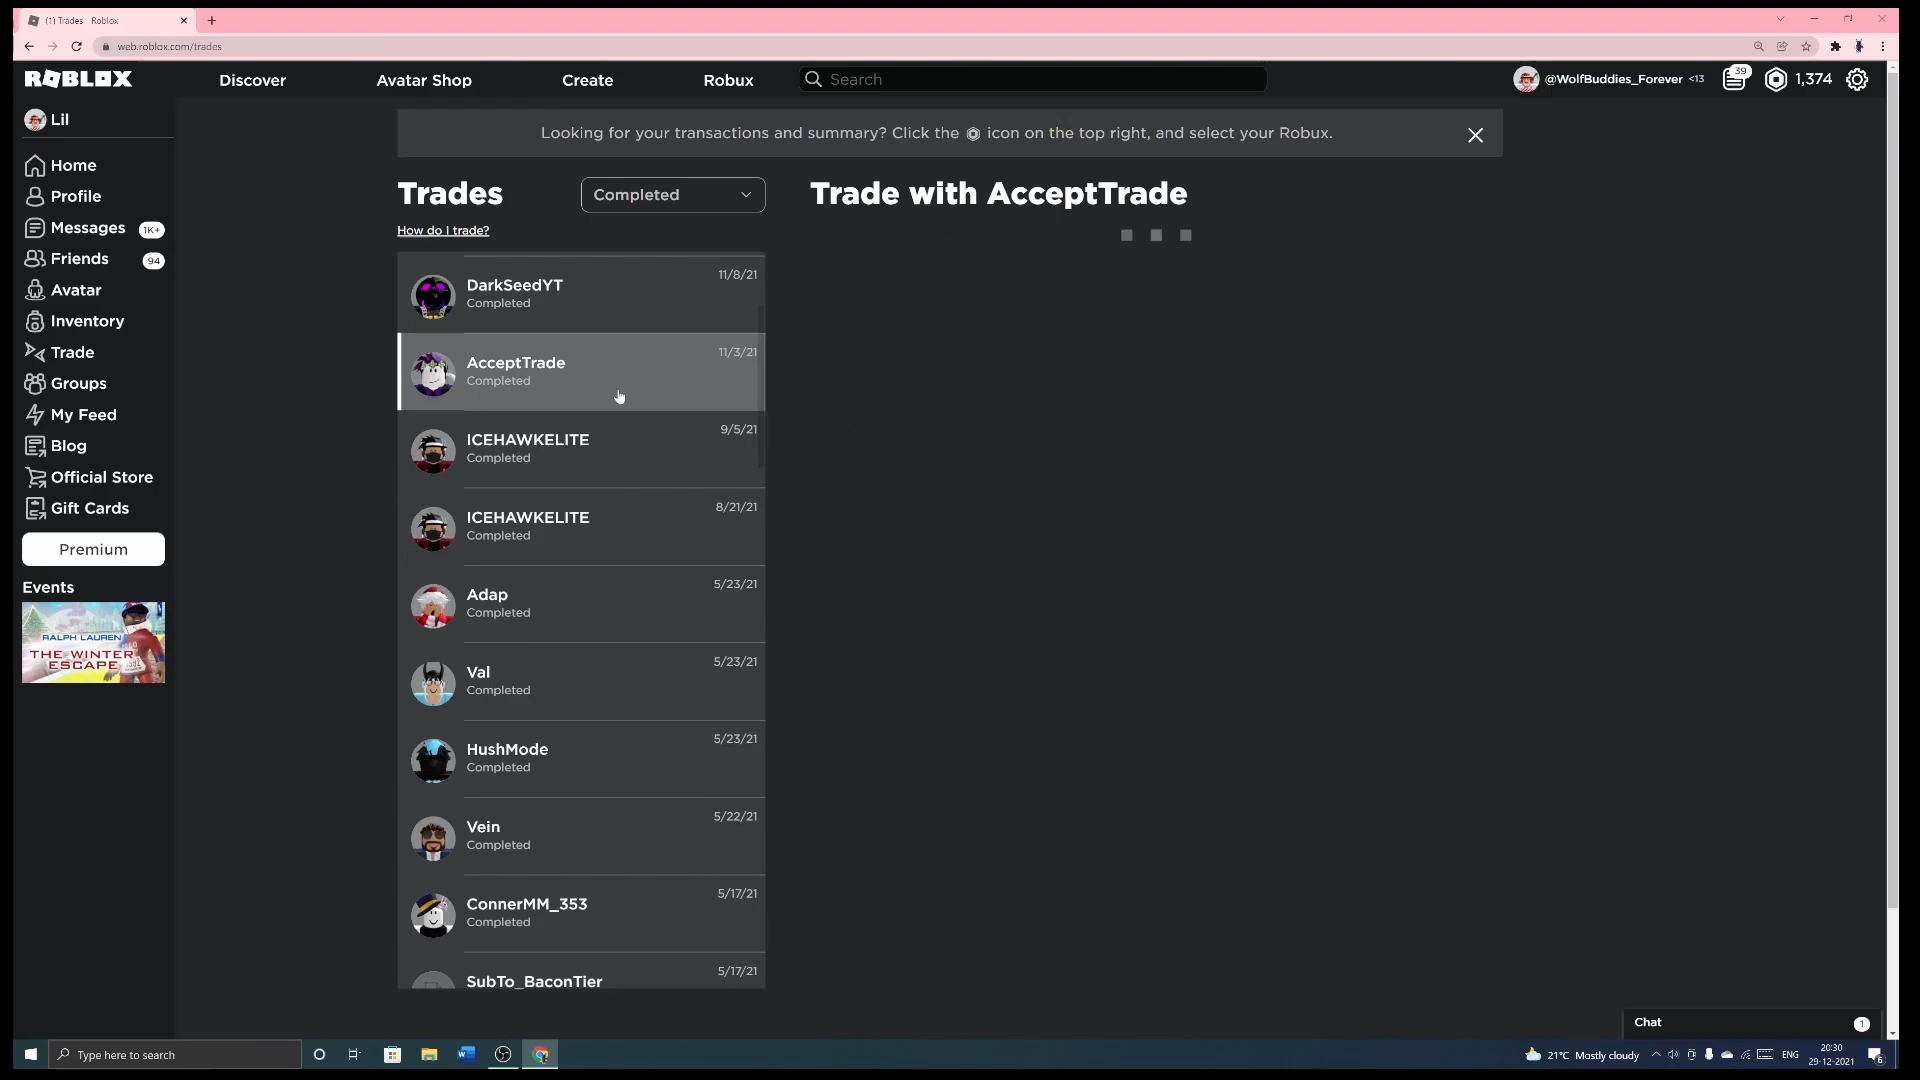 (1) Trades - Roblox
web.roblox.com/trades
ROBLOX
Discover
Avatar Shop
Create
Robux
Search
@WolfBuddies_Forever <13
39
1,374
Lil
Home
Profile
Messages 1K+
Friends 94
Avatar
Inventory
Trade
Groups
My Feed
Blog
Official Store
Gift Cards
Premium
Events
RALPH LAUREN
THE WINTER
ESCAPE
Looking for your transactions and summary? Click the icon on the top right, and select your Robux.
Trades
Completed
How do I trade?
DarkSeedYT 11/8/21
Completed
AcceptTrade 11/3/21
Completed
ICEHAWKELITE 9/5/21
Completed
ICEHAWKELITE 8/21/21
Completed
Adap 5/23/21
Completed
Val 5/23/21
Completed
HushMode 5/23/21
Completed
Vein 5/22/21
Completed
ConnerMM_353 5/17/21
Completed
SubTo_BaconTier 5/17/21
Trade with AcceptTrade
Chat 1
Type here to search
21°C Mostly cloudy
ENG
20:30
29-12-2021
6